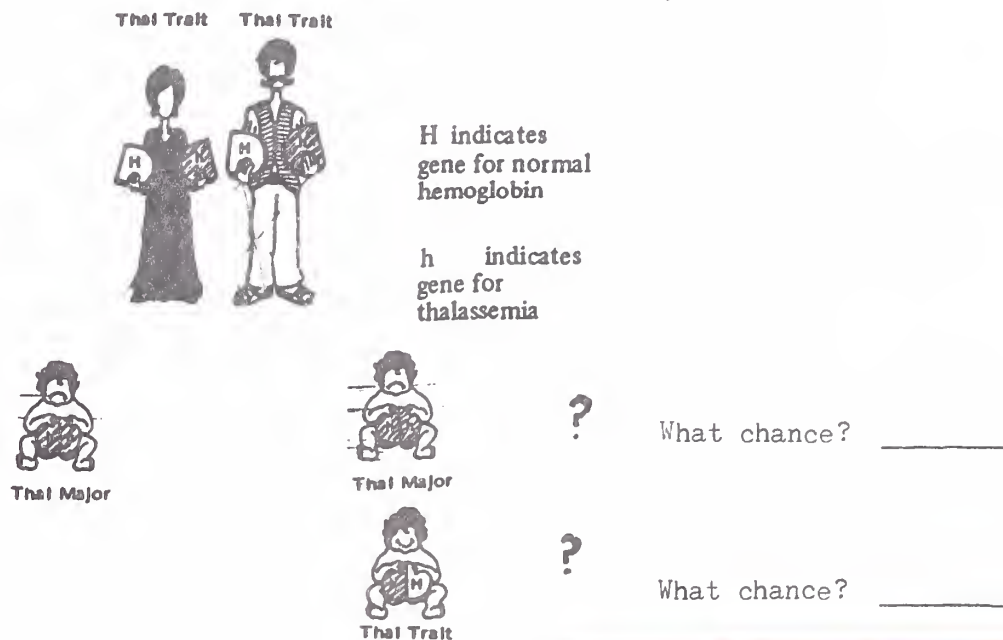 Thal Trait Thal Trait
H
H
H indicates
gene for normal
hemoglobin
h indicates
gene for
thalassemia
? What chance?
Thal Major Thal Major
H
? What chance?
Thal Trait